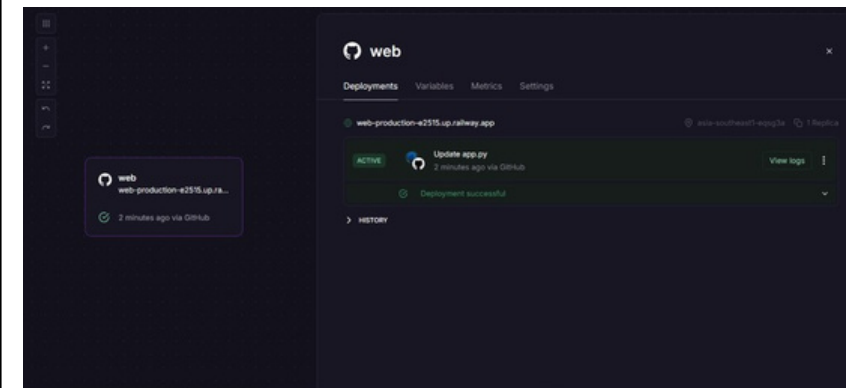 web
Deployments Variables Metrics Settings
web-production-e2515.up.railway.app
asia-southeast1-eqsg3a 1 Replica
ACTIVE
Update app.py
2 minutes ago via GitHub
View logs
Deployment successful
HISTORY
web
web-production-e2515.up.ra...
2 minutes ago via GitHub